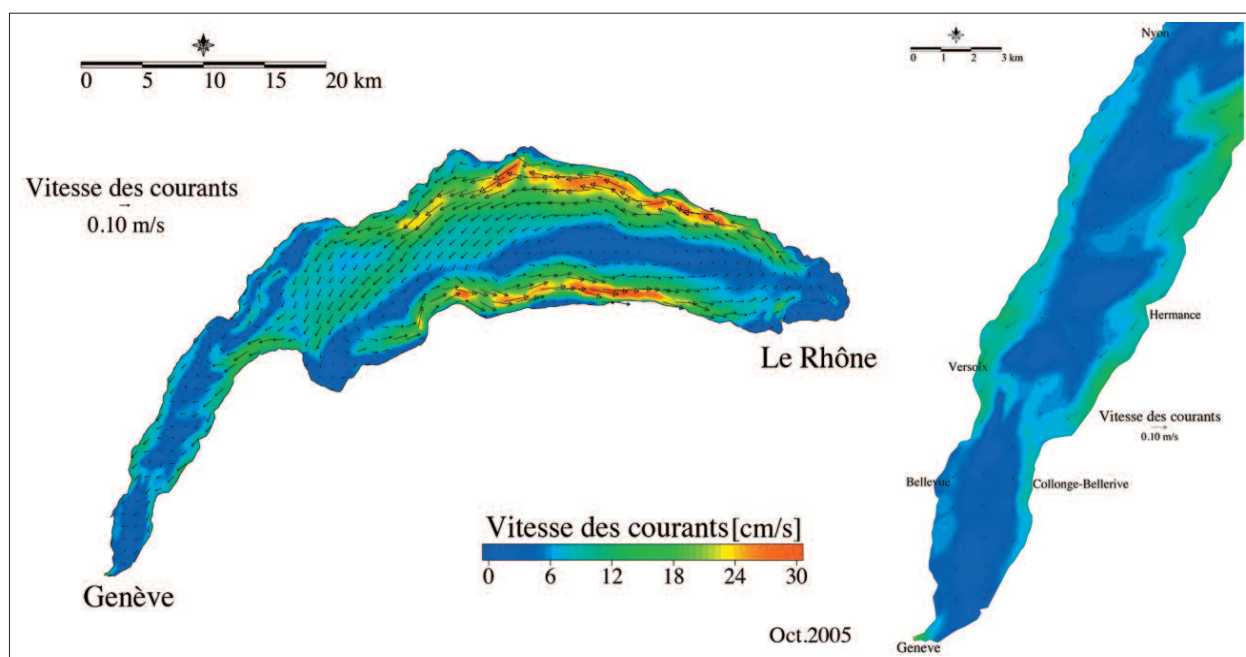 0 5 10 15 20 km
Vitesse des courants
0.10 m/s
Le Rhône
Genève
Vitesse des courants[cm/s]
0 6 12 18 24 30
Oct.2005
0 1 2 3 km
Nyon
Hermance
Versoix
Vitesse des courants
0.10 m/s
Bellevue
Collonge-Bellerive
Geneve